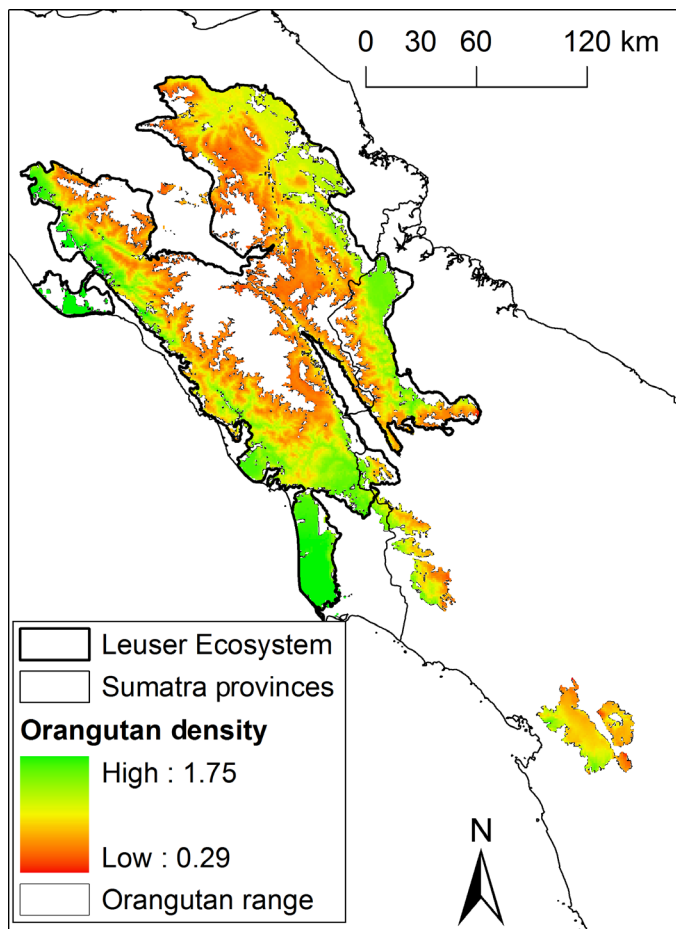 0 30 60 120 km
Leuser Ecosystem
Sumatra provinces
Orangutan density
High : 1.75
Low : 0.29
Orangutan range
N